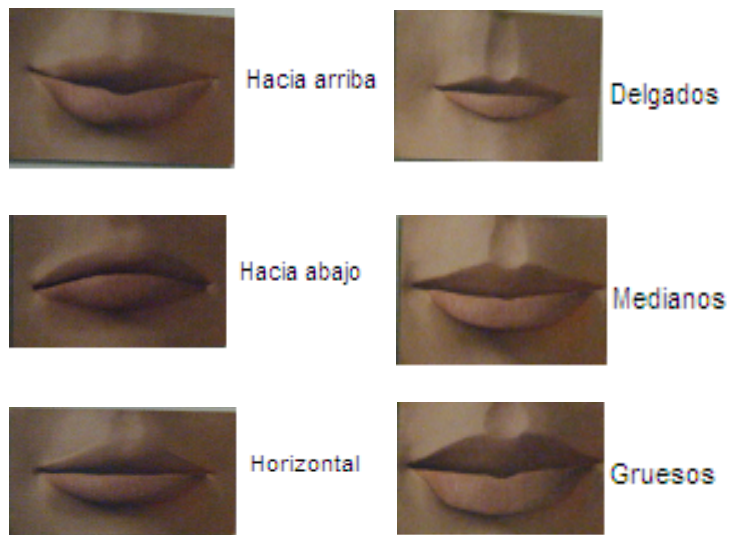 Hacia arriba
Delgados
Hacia abajo
Medianos
Horizontal
Gruesos